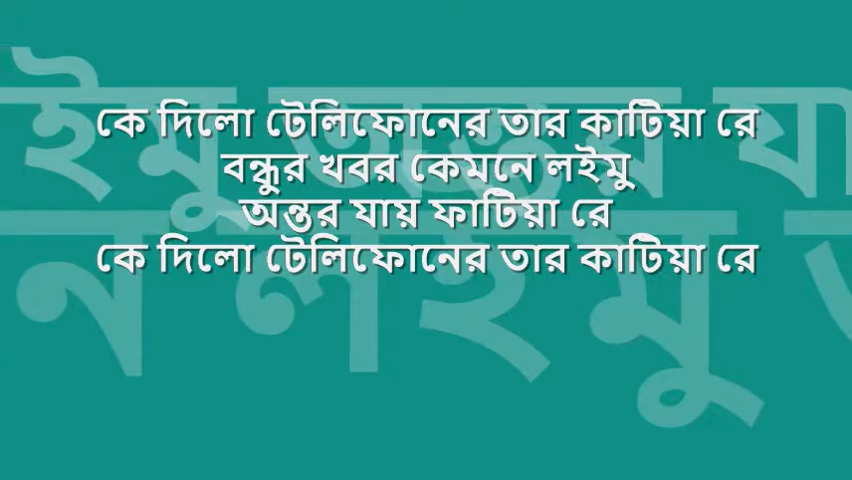 কে দিলো টেলিফোনের তার কাটিয়া রে
বন্ধুর খবর কেমনে লইমু
অন্তর যায় ফাটিয়া রে
কে দিলো টেলিফোনের তার কাটিয়া রে